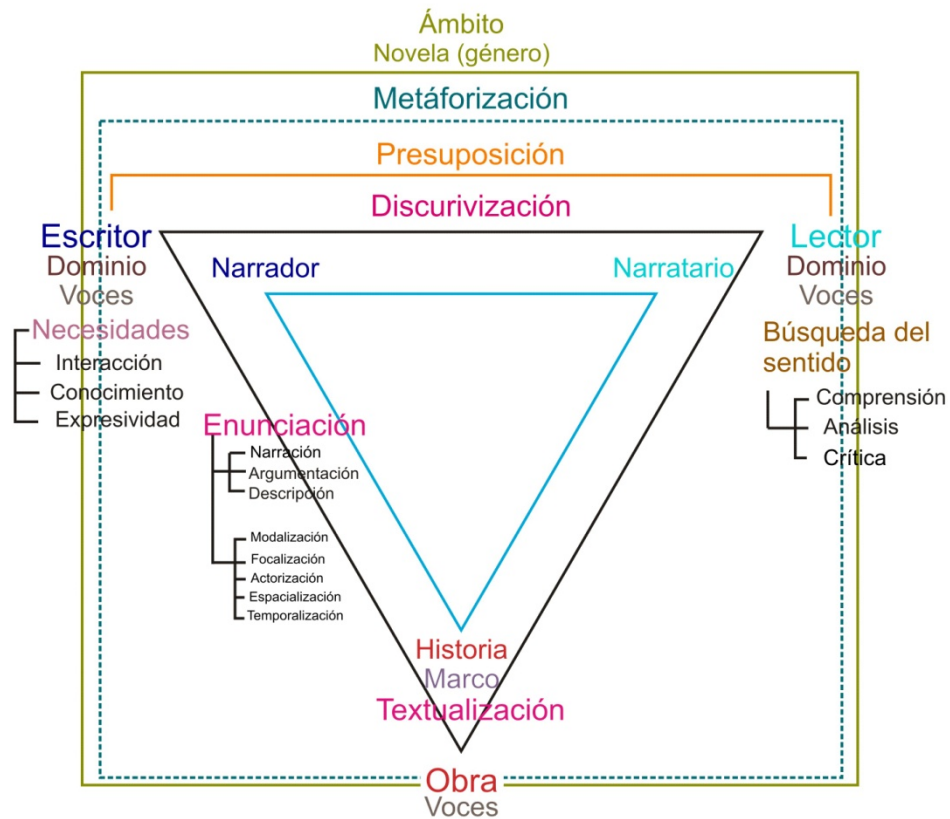 Ámbito
Novela (género)
Metáforización
Presuposición
Discurivización
Escritor
Dominio
Voces
Necesidades
Interacción
Conocimiento
Expresividad
Narrador
Narratario
Lector
Dominio
Voces
Búsqueda del
sentido
Comprensión
Análisis
Crítica
Enunciación
Narración
Argumentación
Descripción
Modalización
Focalización
Actorización
Espacialización
Temporalización
Historia
Marco
Textualización
Obra
Voces